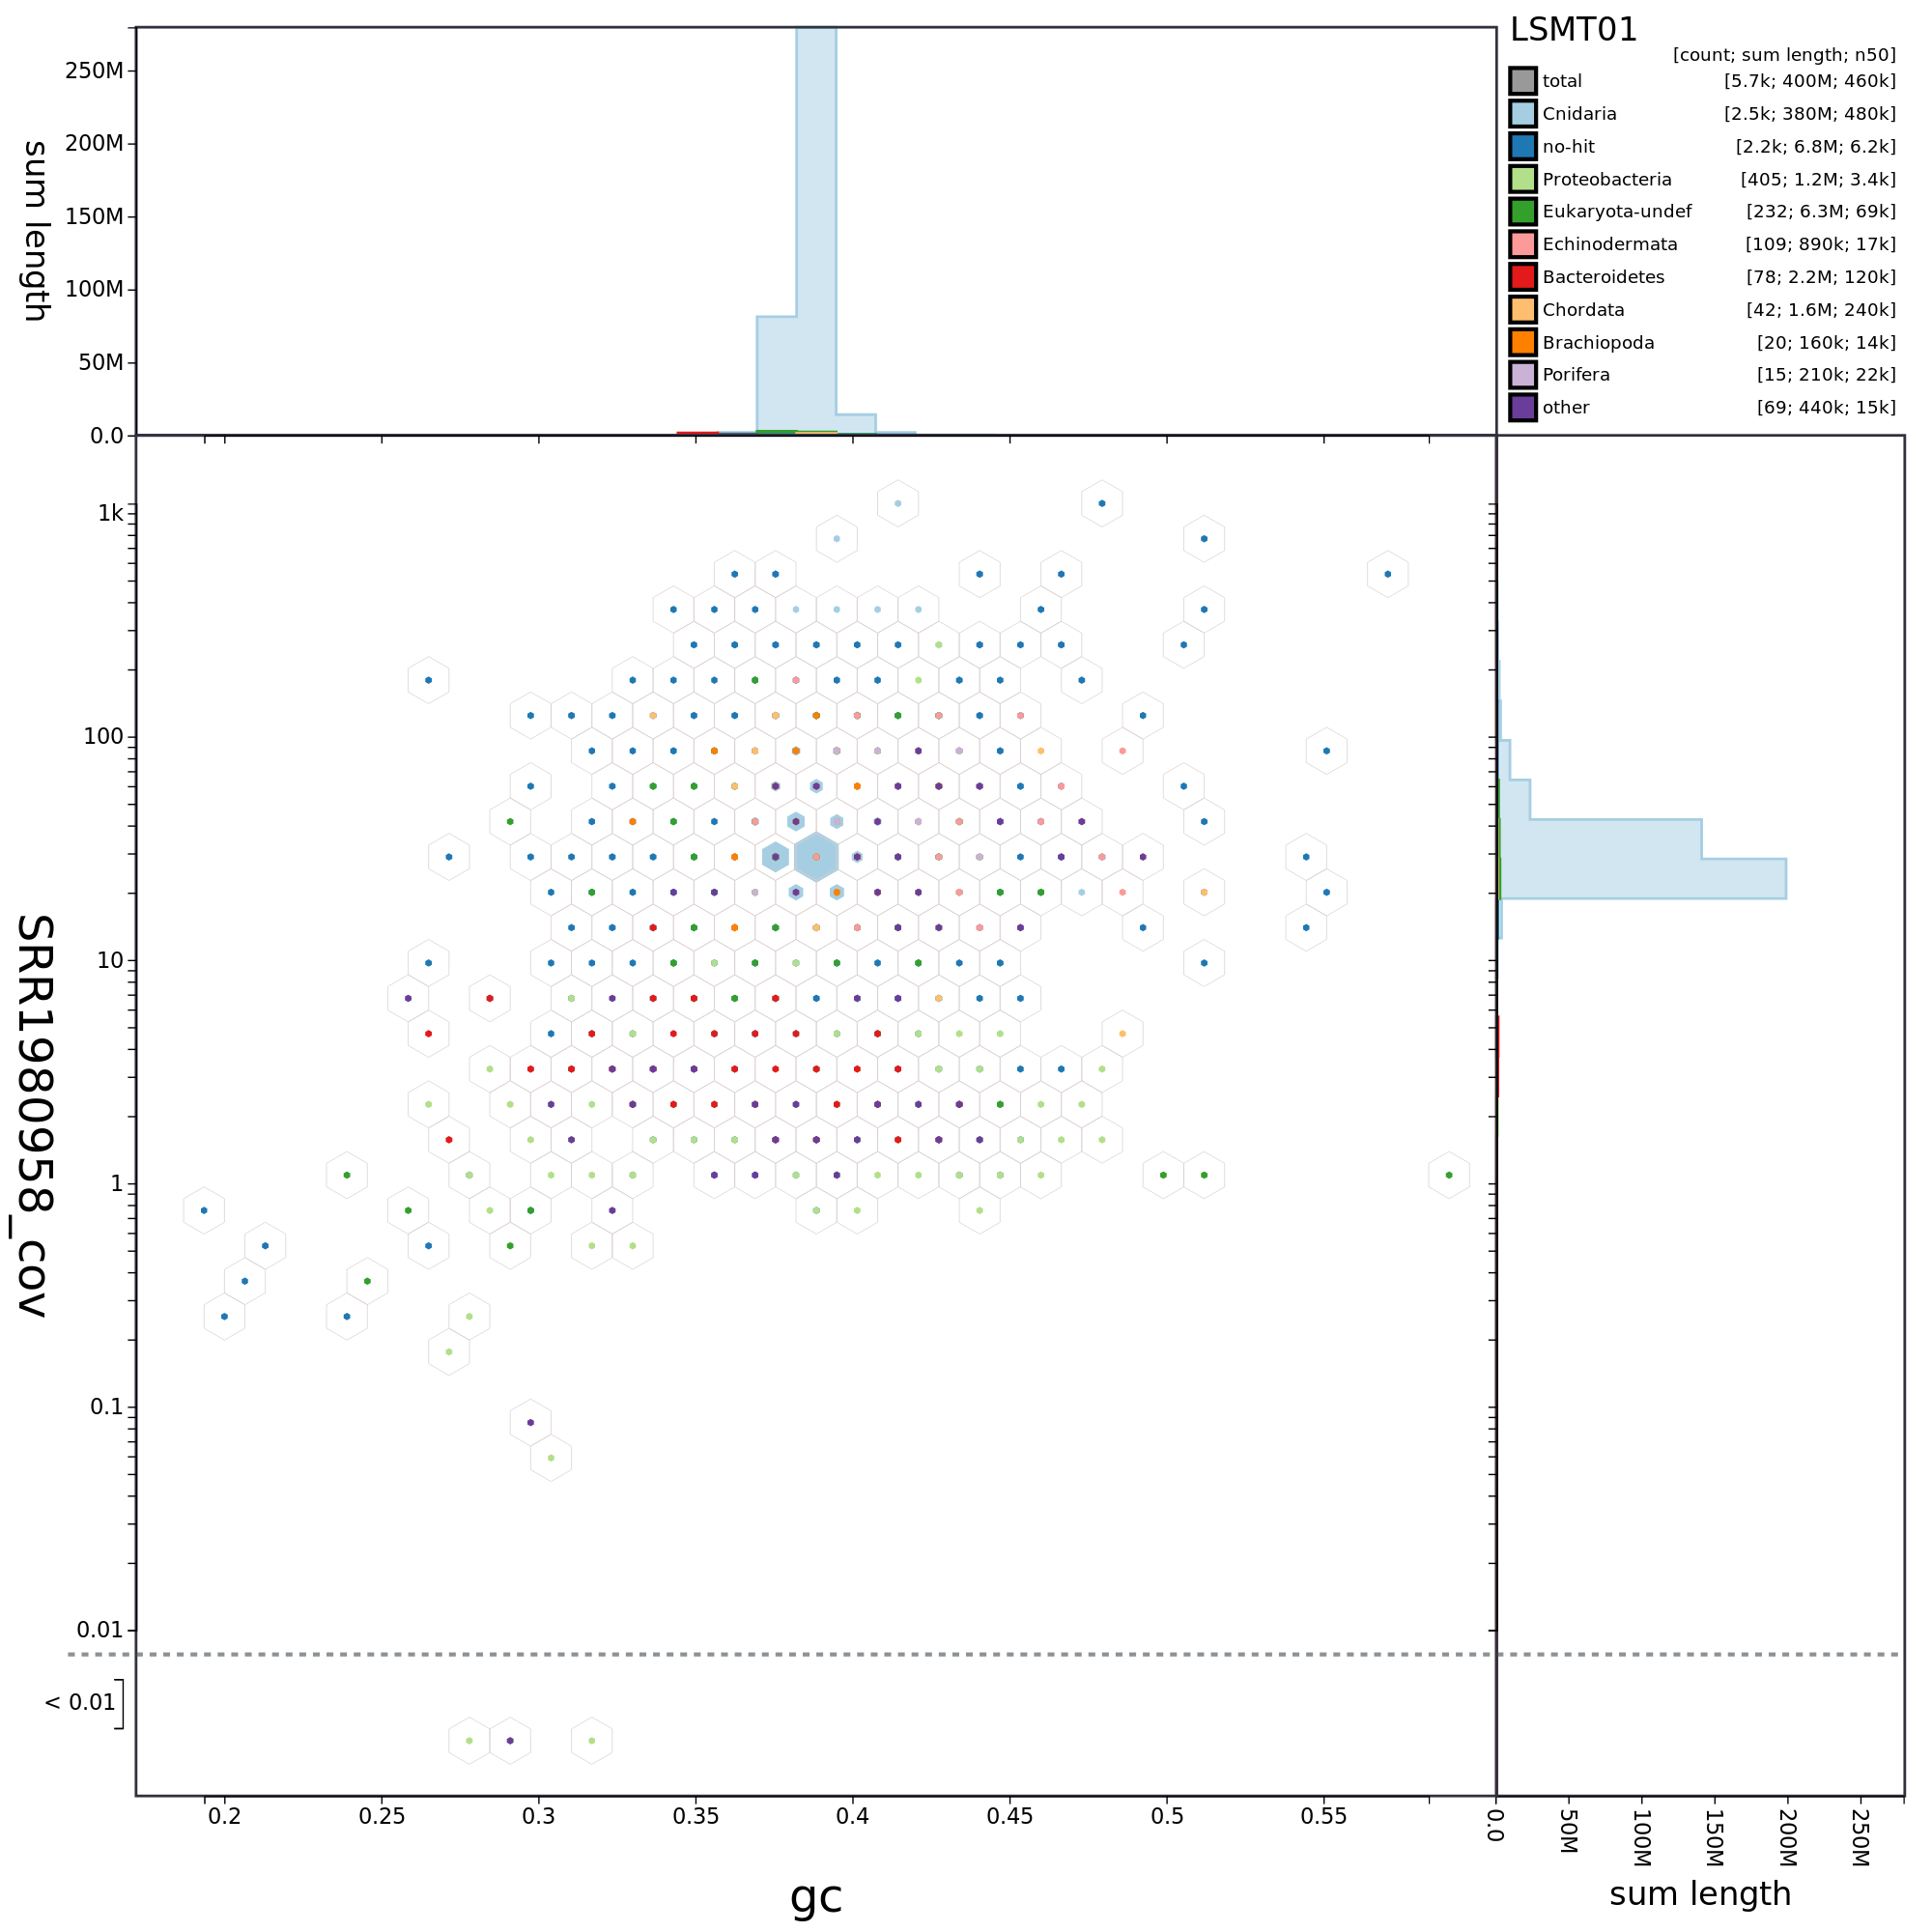 LSMT01
[count; sum length; n50]
total [5.7k; 400M; 460k]
Cnidaria [2.5k; 380M; 480k]
no-hit [2.2k; 6.8M; 6.2k]
Proteobacteria [405; 1.2M; 3.4k]
Eukaryota-undef [232; 6.3M; 69k]
Echinodermata [109; 890k; 17k]
Bacteroidetes [78; 2.2M; 120k]
Chordata [42; 1.6M; 240k]
Brachiopoda [20; 160k; 14k]
Porifera [15; 210k; 22k]
other [69; 440k; 15k]
sum length
250M
200M
150M
100M
50M
0.0
SRR1980958_cov
1k
100
10
1
0.1
0.01
< 0.01
0.2 0.25 0.3 0.35 0.4 0.45 0.5 0.55
gc
0.0 50M 100M 150M 200M 250M
sum length